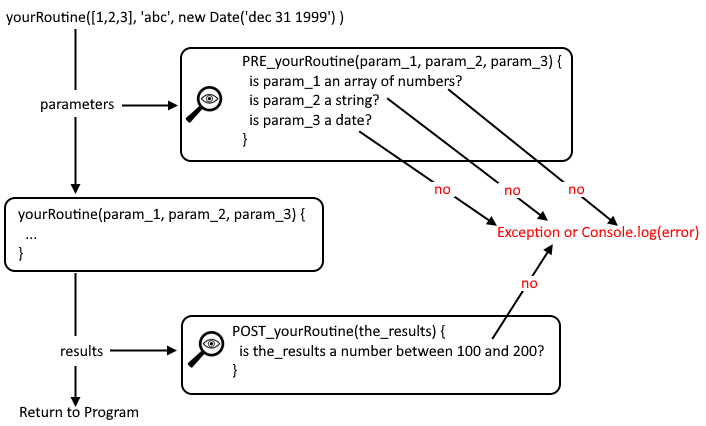 yourRoutine([1,2,3], 'abc', new Date('dec 31 1999') )
PRE_yourRoutine(param_1, param_2, param_3) {
is param_1 an array of numbers?
parameters
is param_2 a string?
is param_3 a date?
}
no
no
no
yourRoutine(param_1, param_2, param_3) {
...
}
Exception or Console.log(error)
no
POST_yourRoutine(the_results) {
results
is the_results a number between 100 and 200?
}
Return to Program